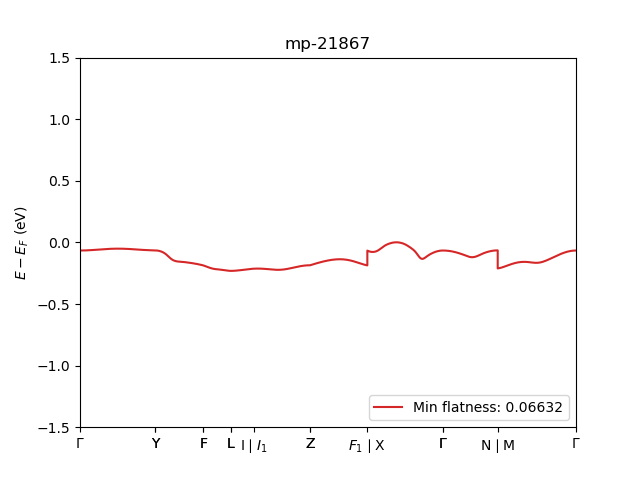 mp-21867
1.5
1.0
0.5
0.0
−0.5
−1.0
−1.5
E − E_F (eV)
Min flatness: 0.06632
Γ Y F L I | I₁ Z F₁ | X Γ N | M Γ